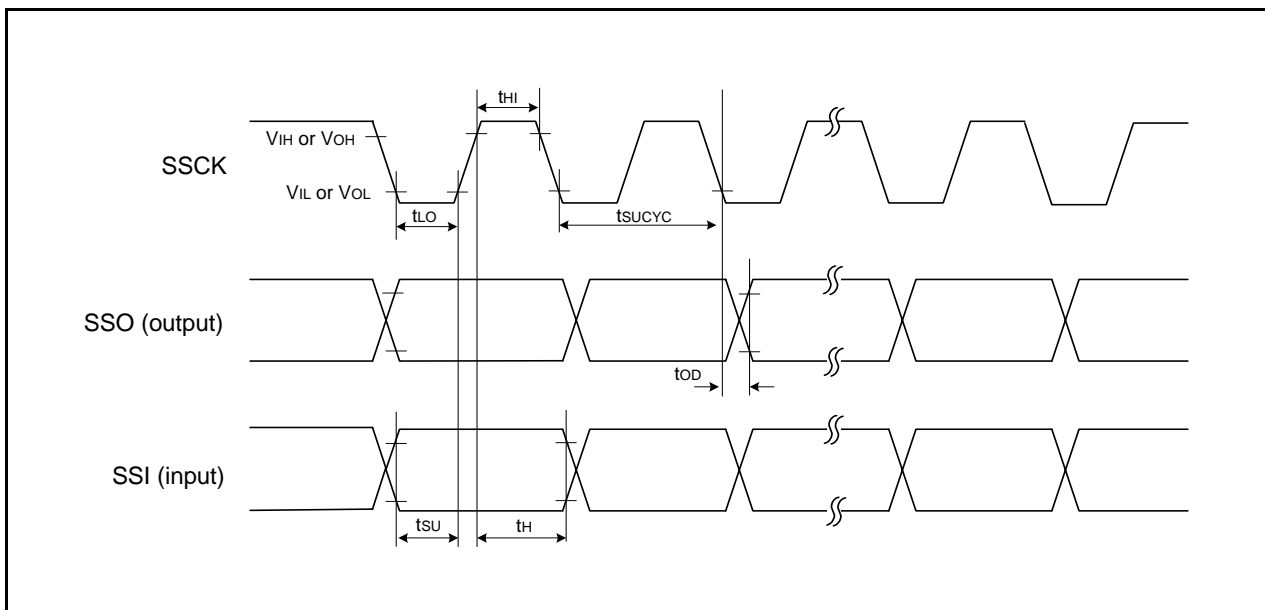 tHI
VIH or VOH
SSCK
VIL or VOL
tLO
tSUCYC
SSO (output)
tOD
SSI (input)
tSU
tH